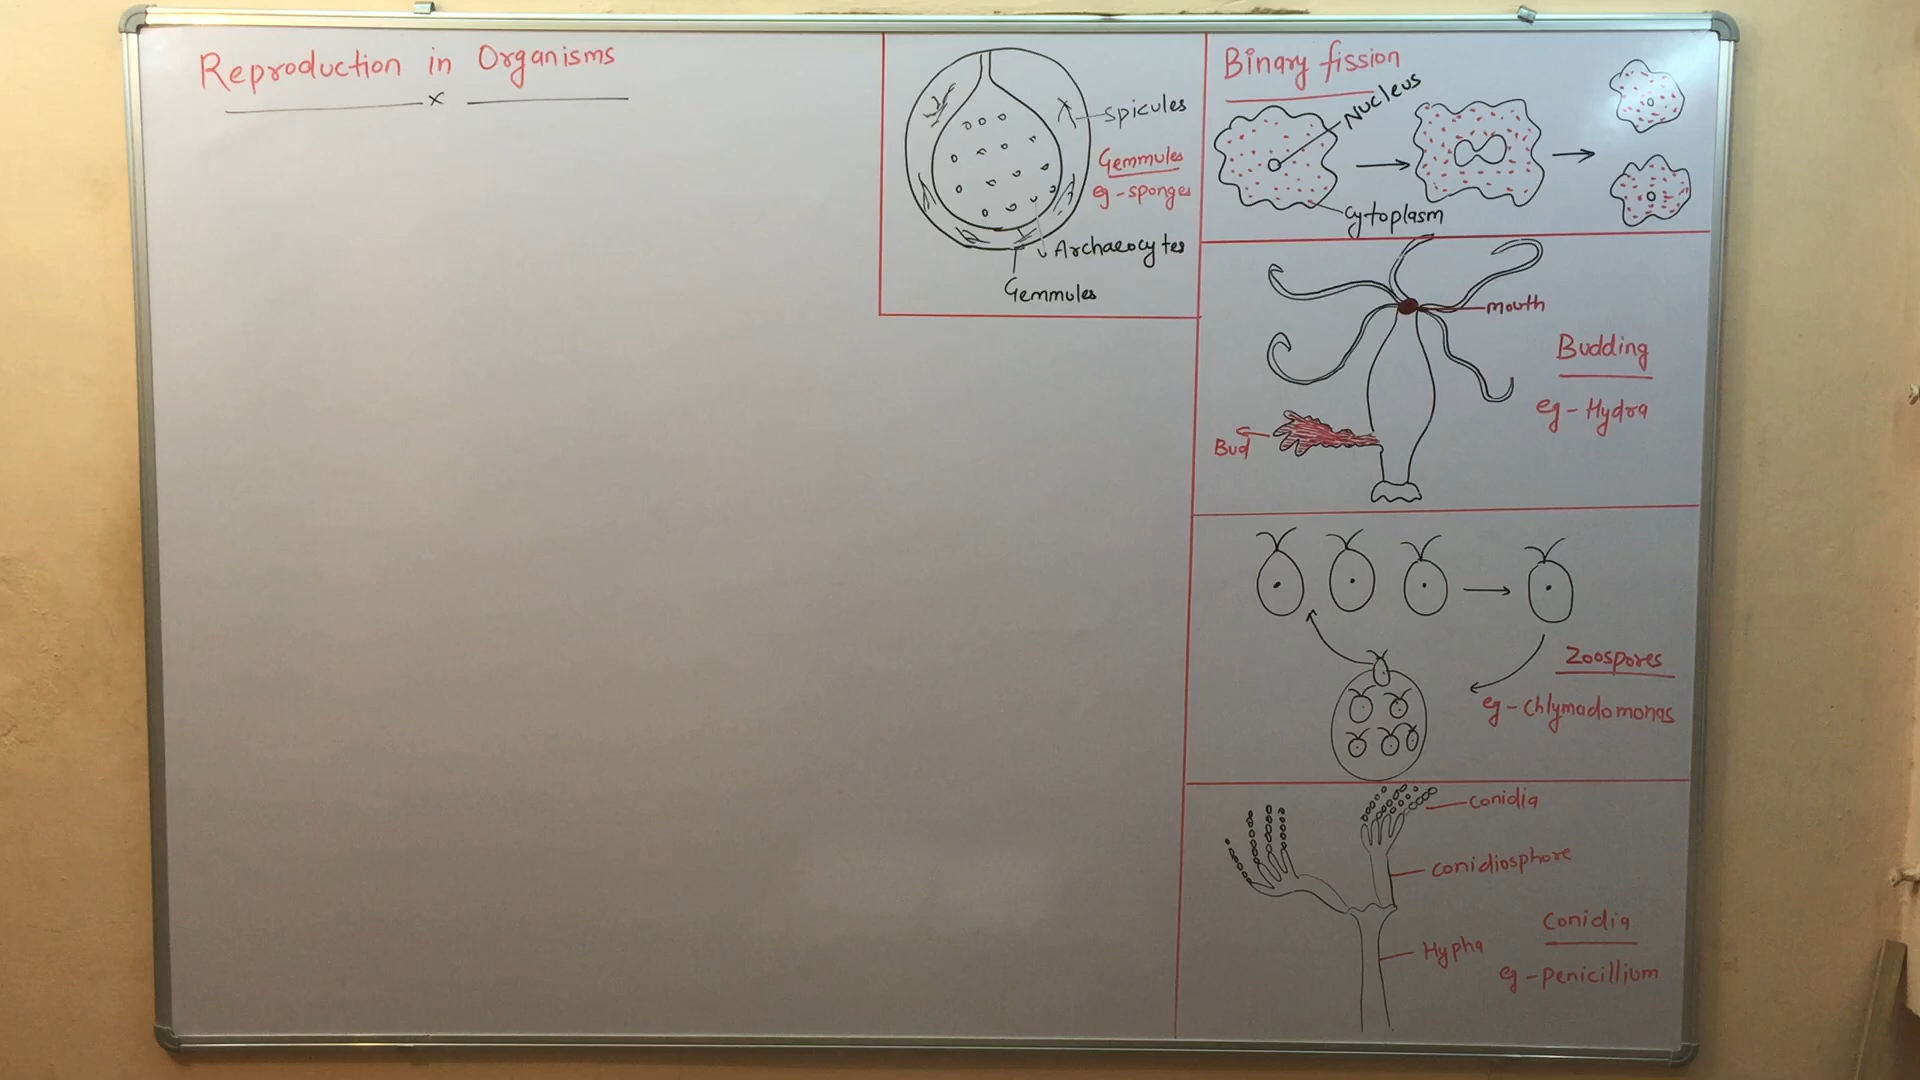 Reproduction in Organisms
x
Spicules
Gemmules
eg - sponges
Archaeocytes
Gemmules
Binary fission
Nucleus
Cytoplasm
mouth
Budding
eg - Hydra
Bud
Zoospores
eg - chlymadomonas
Conidia
Conidiosphore
Conidia
Hypha
eg - penicillium